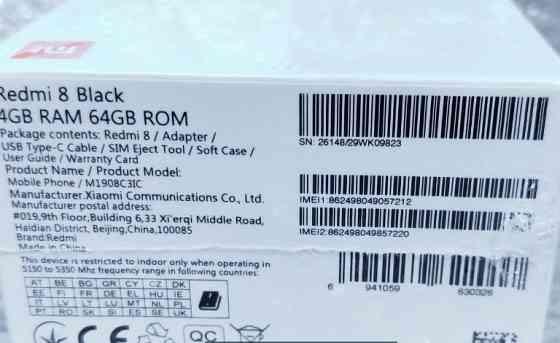 Redmi 8 Black
4GB RAM 64GB ROM
Package contents: Redmi 8 / Adapter /
USB Type-C Cable / SIM Eject Tool / Soft Case /
User Guide / Warranty Card
Product Name / Product Model:
Mobile Phone / M1908C3IC
Manufacturer:Xiaomi Communications Co., Ltd.
Manufacturer postal address:
#019,9th Floor,Building 6,33 Xi'erqi Middle Road,
Haidian District, Beijing,China,100085
Brand:Redmi
Made in China
SN: 26148/29WK09823
IMEI1:862498049057212
IMEI2:862498049857220
This device is restricted to indoor only when operating in
5150 to 5350 Mhz frequency range in following countries:
AT BE BG GR CY CZ DK
EE FI FR DE EL HU IE
IT LV LT LU MT NL PL
PT RO SK SI ES SE
6 941059 630326
CE
QC